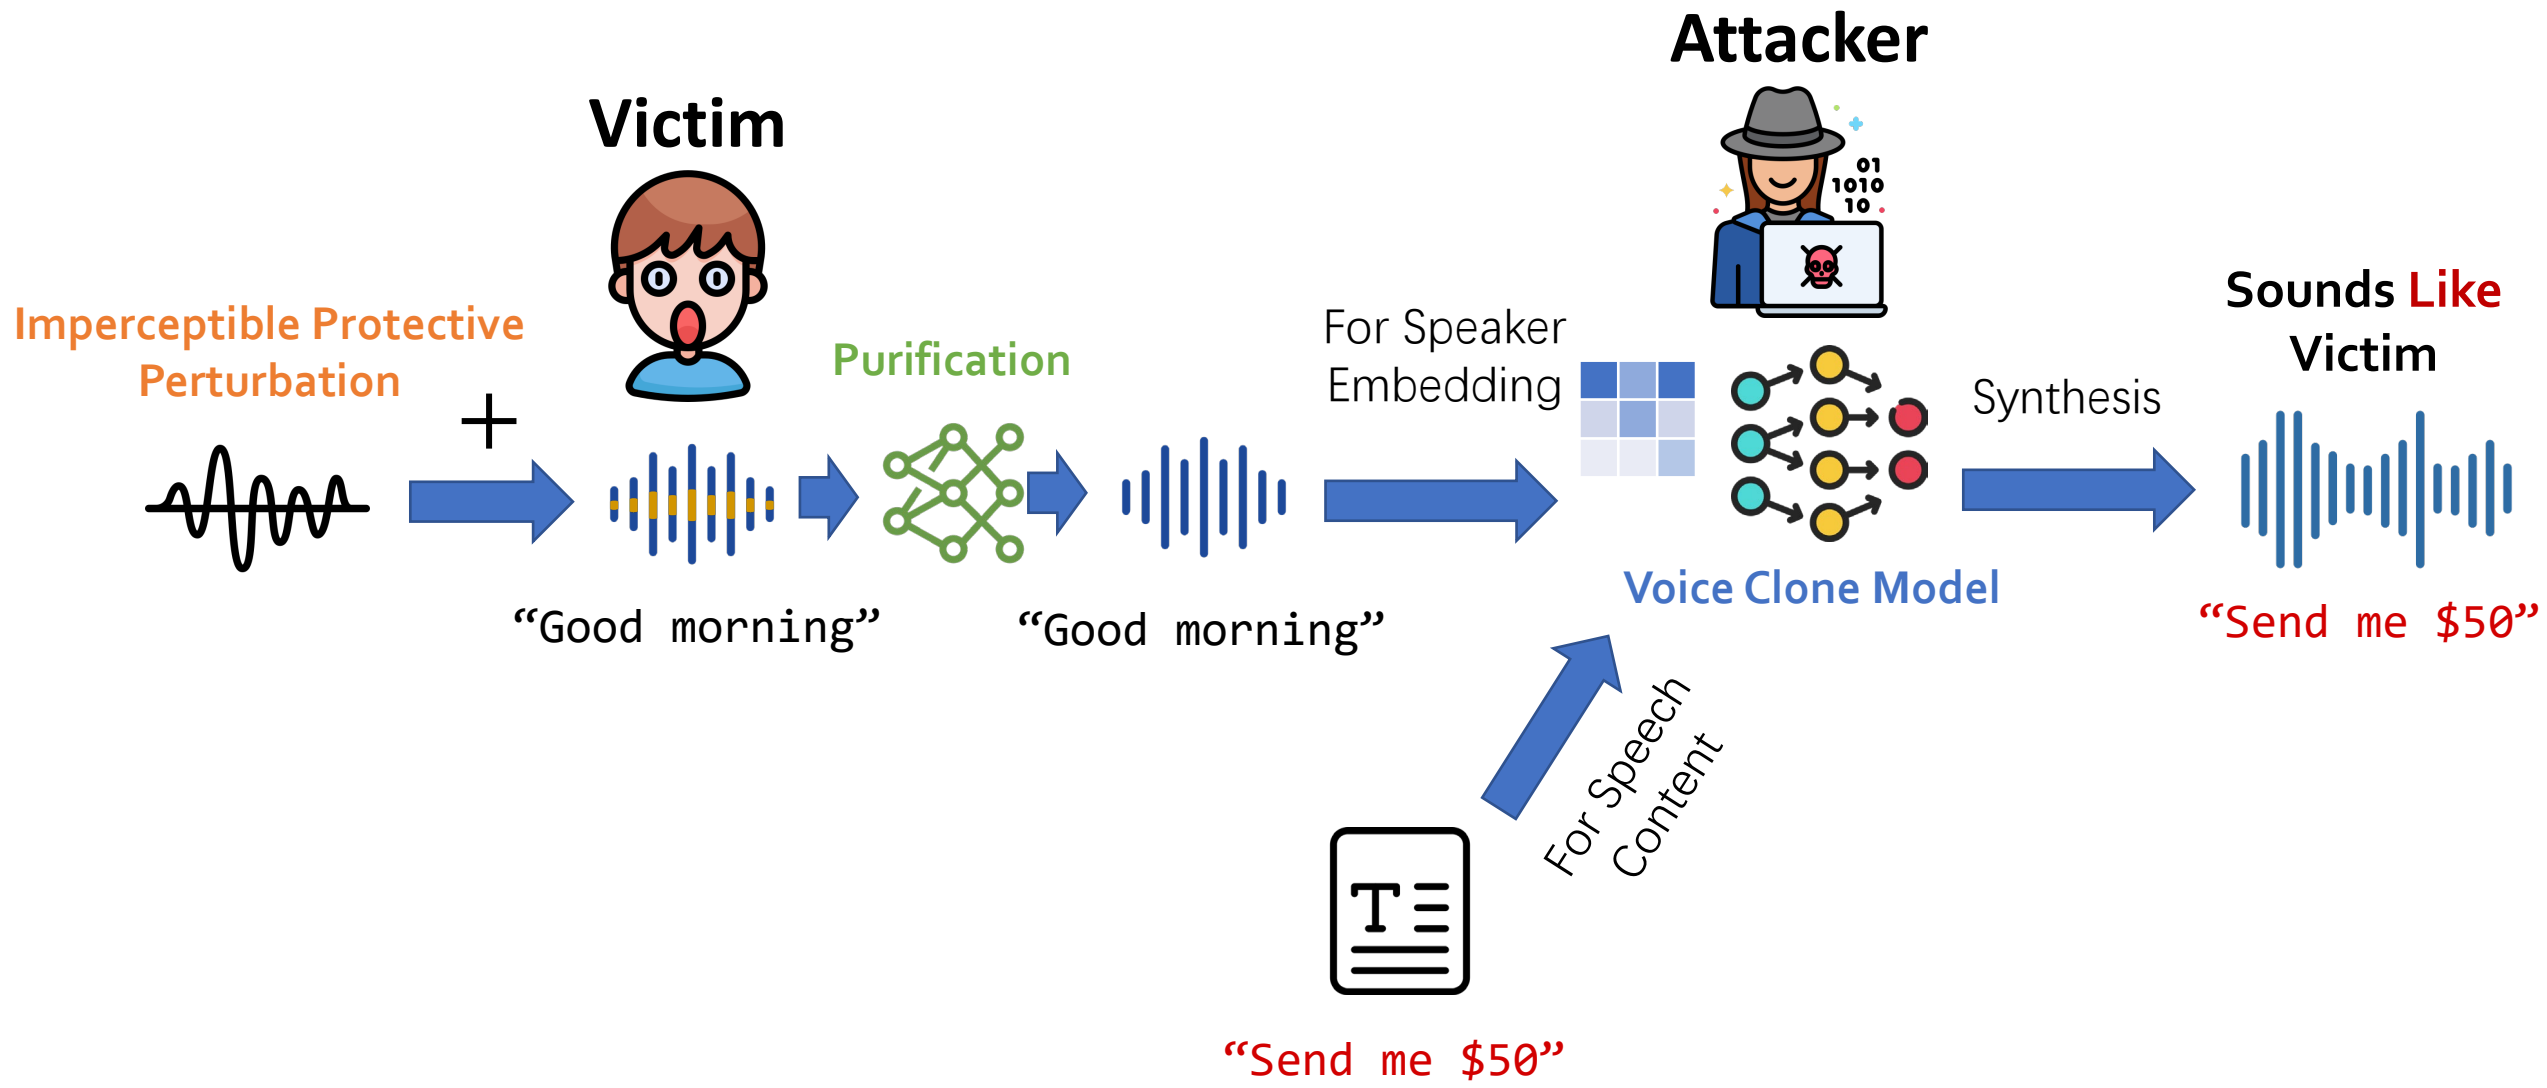 Attacker
Victim
01
1010
10
Imperceptible Protective
Perturbation
+
Purification
For Speaker
Embedding
Synthesis
Sounds Like
Victim
“Good morning”
“Good morning”
Voice Clone Model
“Send me $50”
For Speech
Content
T
“Send me $50”